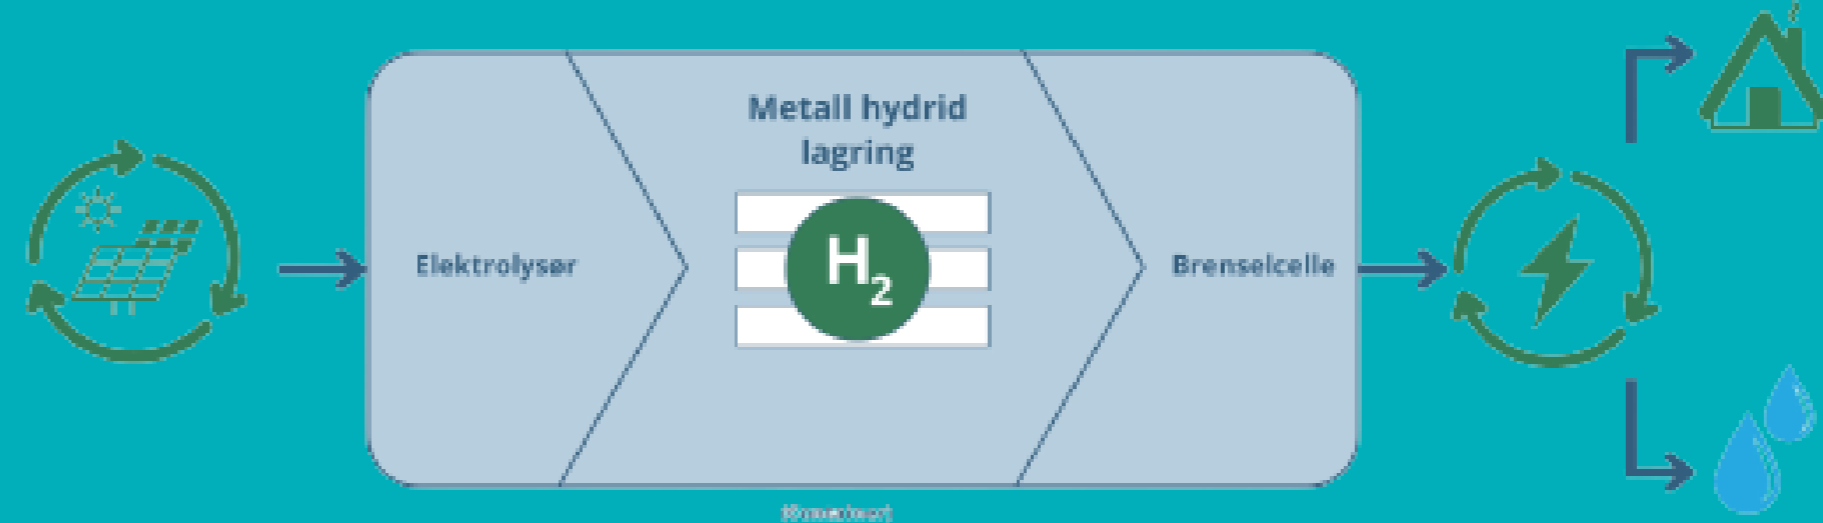 Metall hydrid
lagring
Elektrolysør
H₂
Brenselcelle